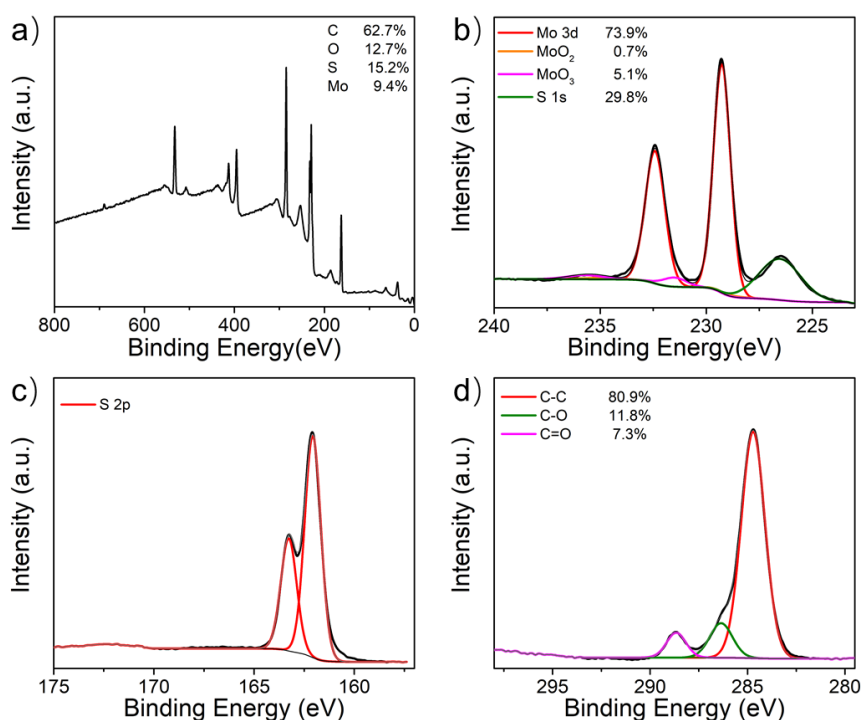 a)
C 62.7%
O 12.7%
S 15.2%
Mo 9.4%
Intensity (a.u.)
800 600 400 200 0
Binding Energy(eV)
b)
Mo 3d 73.9%
MoO₂ 0.7%
MoO₃ 5.1%
S 1s 29.8%
Intensity (a.u.)
240 235 230 225
Binding Energy(eV)
c)
S 2p
Intensity (a.u.)
175 170 165 160
Binding Energy (eV)
d)
C-C 80.9%
C-O 11.8%
C=O 7.3%
Intensity (a.u.)
295 290 285 280
Binding Energy (eV)